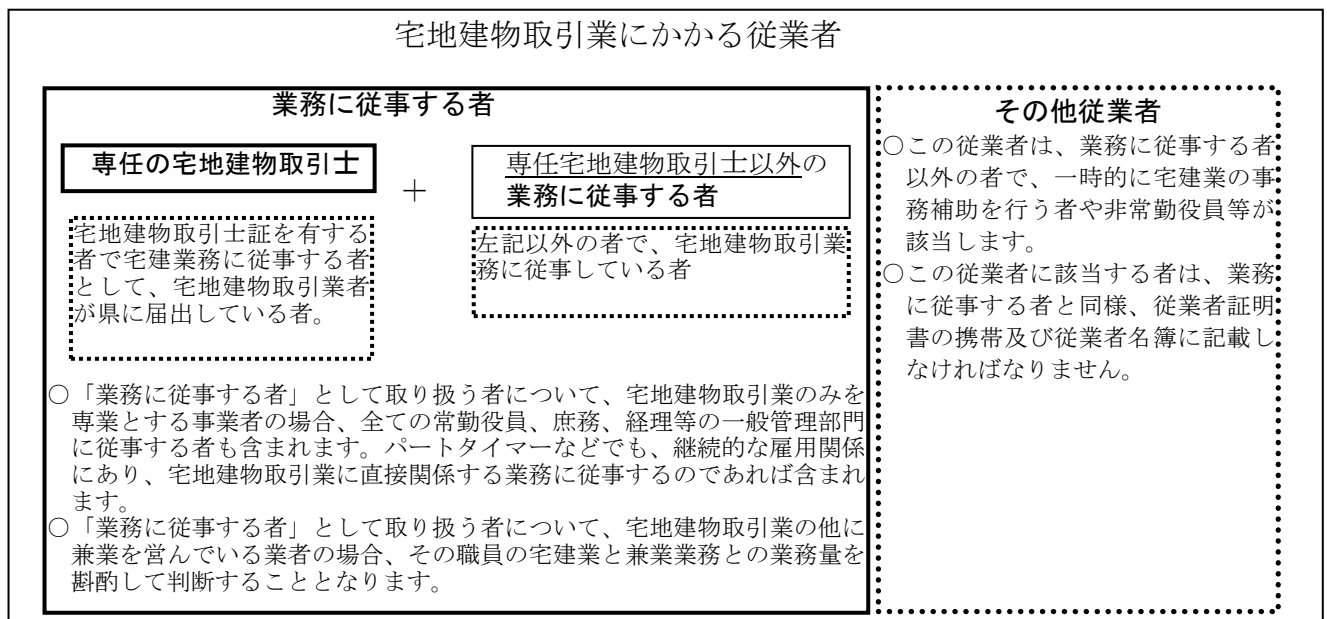 宅地建物取引業にかかる従業者
業務に従事する者
専任の宅地建物取引士
＋
専任宅地建物取引士以外の
業務に従事する者
宅地建物取引士証を有する
者で宅建業務に従事する者
として、宅地建物取引業者
が県に届出している者。
左記以外の者で、宅地建物取引業
務に従事している者
○「業務に従事する者」として取り扱う者について、宅地建物取引業のみを
専業とする事業者の場合、全ての常勤役員、庶務、経理等の一般管理部門
に従事する者も含まれます。パートタイマーなどでも、継続的な雇用関係
にあり、宅地建物取引業に直接関係する業務に従事するのであれば含まれ
ます。
○「業務に従事する者」として取り扱う者について、宅地建物取引業の他に
兼業を営んでいる業者の場合、その職員の宅建業と兼業業務との業務量を
斟酌して判断することとなります。
その他従業者
○この従業者は、業務に従事する者
以外の者で、一時的に宅建業の事
務補助を行う者や非常勤役員等が
該当します。
○この従業者に該当する者は、業務
に従事する者と同様、従業者証明
書の携帯及び従業者名簿に記載し
なければなりません。